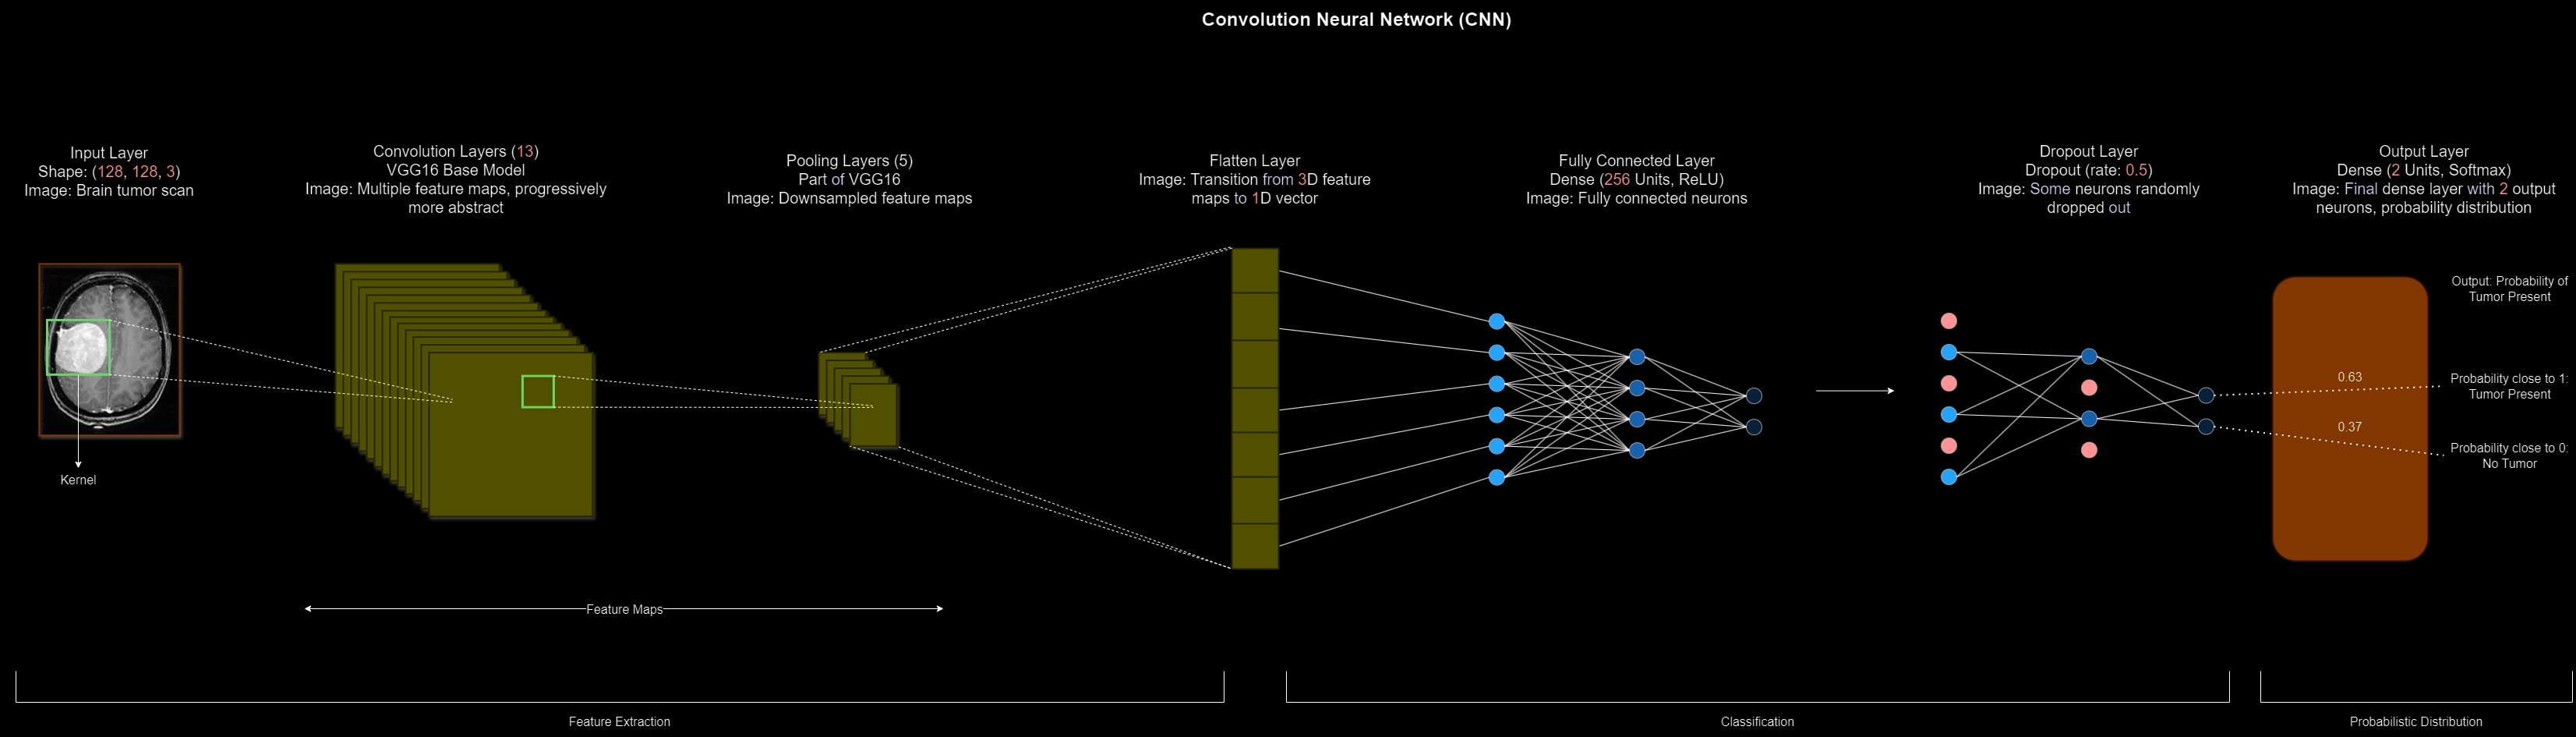 Convolution Neural Network (CNN)
Input Layer
Shape: (128, 128, 3)
Image: Brain tumor scan
Convolution Layers (13)
VGG16 Base Model
Image: Multiple feature maps, progressively
more abstract
Pooling Layers (5)
Part of VGG16
Image: Downsampled feature maps
Flatten Layer
Image: Transition from 3D feature
maps to 1D vector
Fully Connected Layer
Dense (256 Units, ReLU)
Image: Fully connected neurons
Dropout Layer
Dropout (rate: 0.5)
Image: Some neurons randomly
dropped out
Output Layer
Dense (2 Units, Softmax)
Image: Final dense layer with 2 output
neurons, probability distribution
Output: Probability of
Tumor Present
0.63
Probability close to 1:
Tumor Present
0.37
Probability close to 0:
No Tumor
Kernel
Feature Maps
Feature Extraction
Classification
Probabilistic Distribution